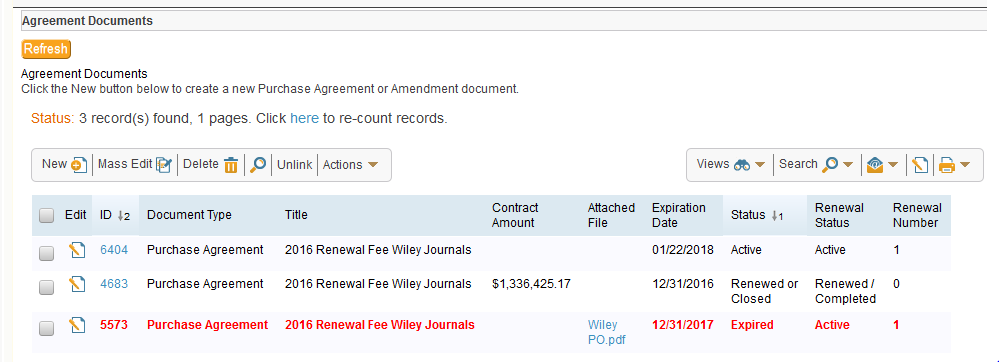 Agreement Documents
Refresh
Agreement Documents
Click the New button below to create a new Purchase Agreement or Amendment document.
Status: 3 record(s) found, 1 pages. Click here to re-count records.
New Mass Edit Delete Unlink Actions Views Search
Edit ID 2 Document Type Title Contract Amount Attached File Expiration Date Status 1 Renewal Status Renewal Number
6404 Purchase Agreement 2016 Renewal Fee Wiley Journals 01/22/2018 Active Active 1
4683 Purchase Agreement 2016 Renewal Fee Wiley Journals $1,336,425.17 12/31/2016 Renewed or Closed Renewed / Completed 0
5573 Purchase Agreement 2016 Renewal Fee Wiley Journals Wiley PO.pdf 12/31/2017 Expired Active 1